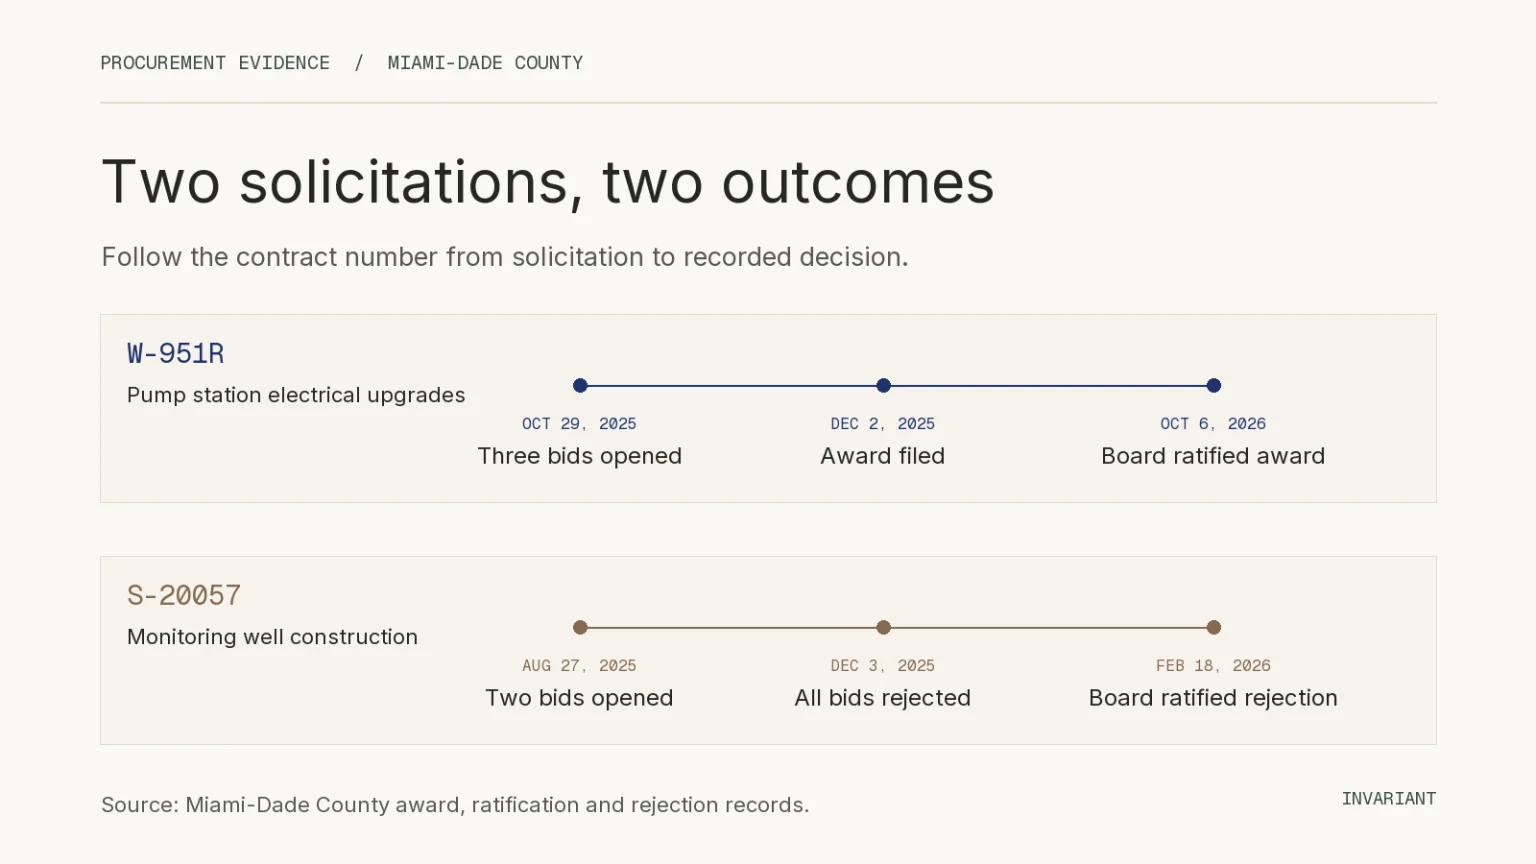 PROCUREMENT EVIDENCE / MIAMI-DADE COUNTY
Two solicitations, two outcomes
Follow the contract number from solicitation to recorded decision.
W-951R
Pump station electrical upgrades
OCT 29, 2025
Three bids opened
DEC 2, 2025
Award filed
OCT 6, 2026
Board ratified award
S-20057
Monitoring well construction
AUG 27, 2025
Two bids opened
DEC 3, 2025
All bids rejected
FEB 18, 2026
Board ratified rejection
Source: Miami-Dade County award, ratification and rejection records.
INVARIANT